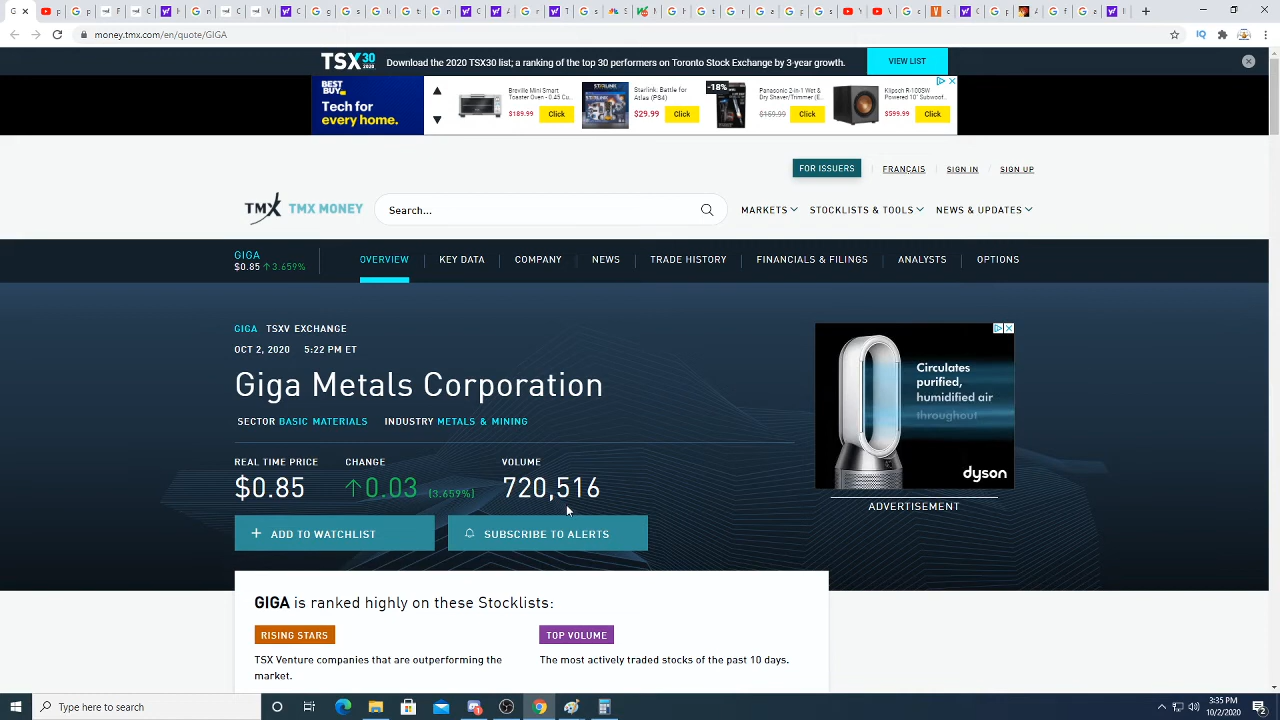 money.tmx.com/en/quote/GIGA
TSX30 2020 Download the 2020 TSX30 list; a ranking of the top 30 performers on Toronto Stock Exchange by 3-year growth. VIEW LIST
BEST BUY
Tech for
every home.
Breville Mini Smart
Toaster Oven - 0.45 Cu...
$189.99 Click
Starlink: Battle for
Atlas (PS4)
$29.99 Click
-18%
Panasonic 2-in-1 Wet &
Dry Shaver/Trimmer (E...
$169.99 Click
Klipsch R-100SW
Powered 10" Subwoof...
$599.99 Click
FOR ISSUERS FRANÇAIS SIGN IN SIGN UP
TMX TMX MONEY Search... MARKETS STOCKLISTS & TOOLS NEWS & UPDATES
GIGA
$0.85 ↑3.659%
OVERVIEW KEY DATA COMPANY NEWS TRADE HISTORY FINANCIALS & FILINGS ANALYSTS OPTIONS
GIGA TSXV EXCHANGE
OCT 2, 2020 5:22 PM ET
Giga Metals Corporation
SECTOR BASIC MATERIALS INDUSTRY METALS & MINING
REAL TIME PRICE CHANGE VOLUME
$0.85 ↑0.03 (3.659%) 720,516
+ ADD TO WATCHLIST SUBSCRIBE TO ALERTS
Circulates
purified,
humidified air
throughout
dyson
ADVERTISEMENT
GIGA is ranked highly on these Stocklists:
RISING STARS TOP VOLUME
TSX Venture companies that are outperforming the The most actively traded stocks of the past 10 days.
market.
Type here to search
3:35 PM
10/2/2020